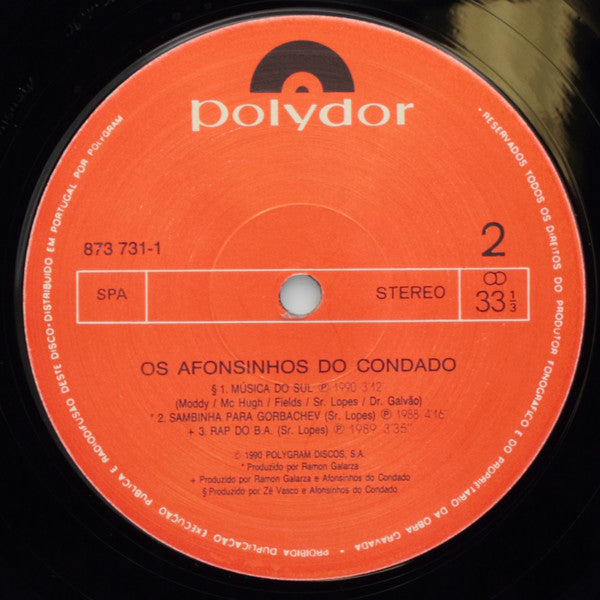 polydor
873 731-1
2
SPA
STEREO
33 1/3
OS AFONSINHOS DO CONDADO
§ 1. MÚSICA DO SUL ℗ 1990 3'12
(Moddy / Mc Hugh / Fields / Sr. Lopes / Dr. Galvão)
* 2. SAMBINHA PARA GORBACHEV (Sr. Lopes) ℗ 1988 4'16
+ 3. RAP DO B.A. (Sr. Lopes) ℗ 1989 3'35"
© 1990 POLYGRAM DISCOS, S.A.
* Produzido por Ramon Galarza
+ Produzido por Ramon Galarza e Afonsinhos do Condado
§ Produzido por Zé Vasco e Afonsinhos do Condado
• RESERVADOS TODOS OS DIREITOS DO PRODUTOR FONOGRÁFICO E DO PROPRIETÁRIO DA OBRA GRAVADA • PROIBIDA DUPLICAÇÃO EXECUÇÃO PUBLICA E RADIODIFUSÃO DESTE DISCO • DISTRIBUIDO EM PORTUGAL POR POLYGRAM